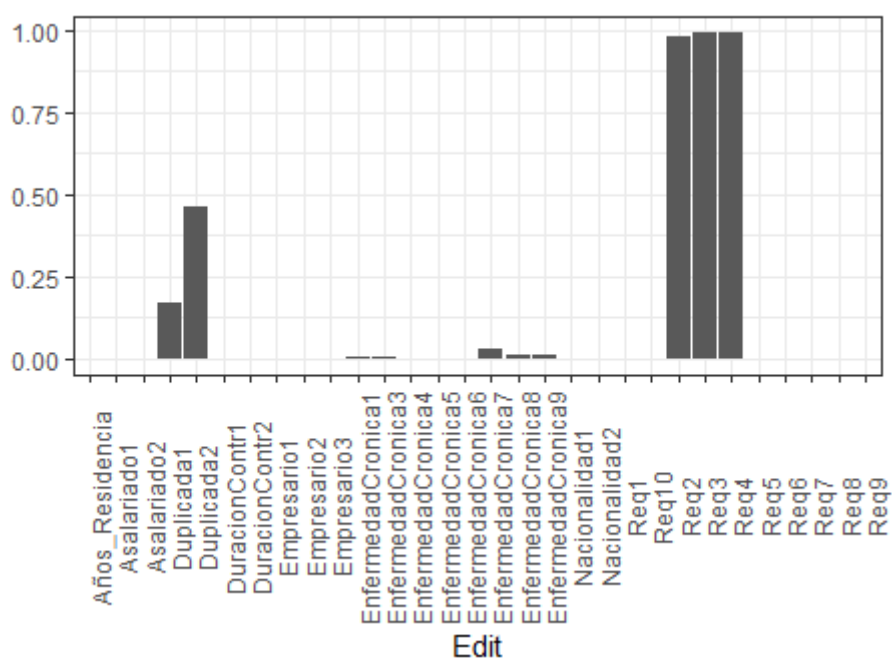 1.00
0.75
0.50
0.25
0.00
Años_Residencia
Asalariado1
Asalariado2
Duplicada1
Duplicada2
DuracionContr1
DuracionContr2
Empresario1
Empresario2
Empresario3
EnfermedadCronica1
EnfermedadCronica3
EnfermedadCronica4
EnfermedadCronica5
EnfermedadCronica6
EnfermedadCronica7
EnfermedadCronica8
EnfermedadCronica9
Nacionalidad1
Nacionalidad2
Req1
Req10
Req2
Req3
Req4
Req5
Req6
Req7
Req8
Req9
Edit